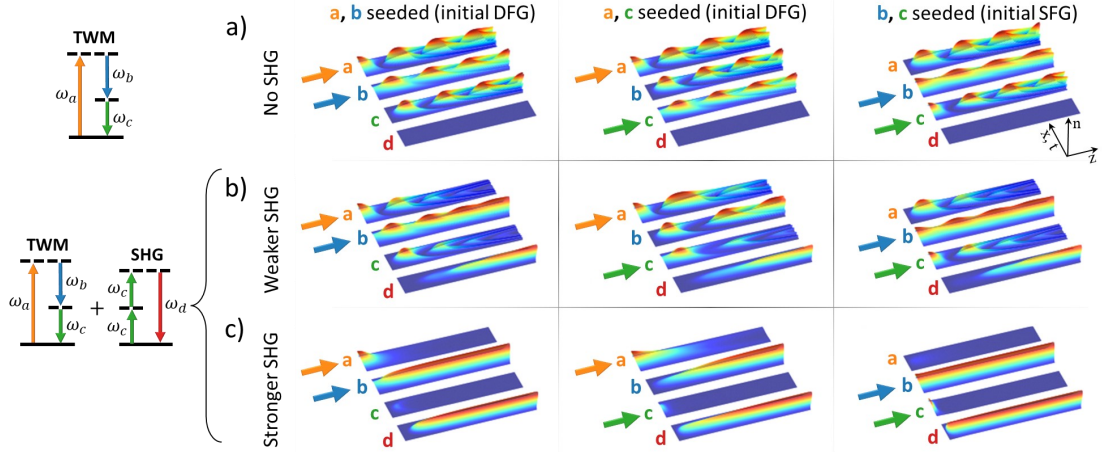 a, b seeded (initial DFG)
a, c seeded (initial DFG)
b, c seeded (initial SFG)
a)
No SHG
TWM
ωa
ωb
ωc
a
b
c
d
a
b
c
d
a
b
c
d
n
x, t
z
b)
Weaker SHG
a
b
c
d
a
b
c
d
a
b
c
d
TWM
ωa
ωb
ωc
+
SHG
ωc
ωc
ωd
c)
Stronger SHG
a
b
c
d
a
b
c
d
a
b
c
d